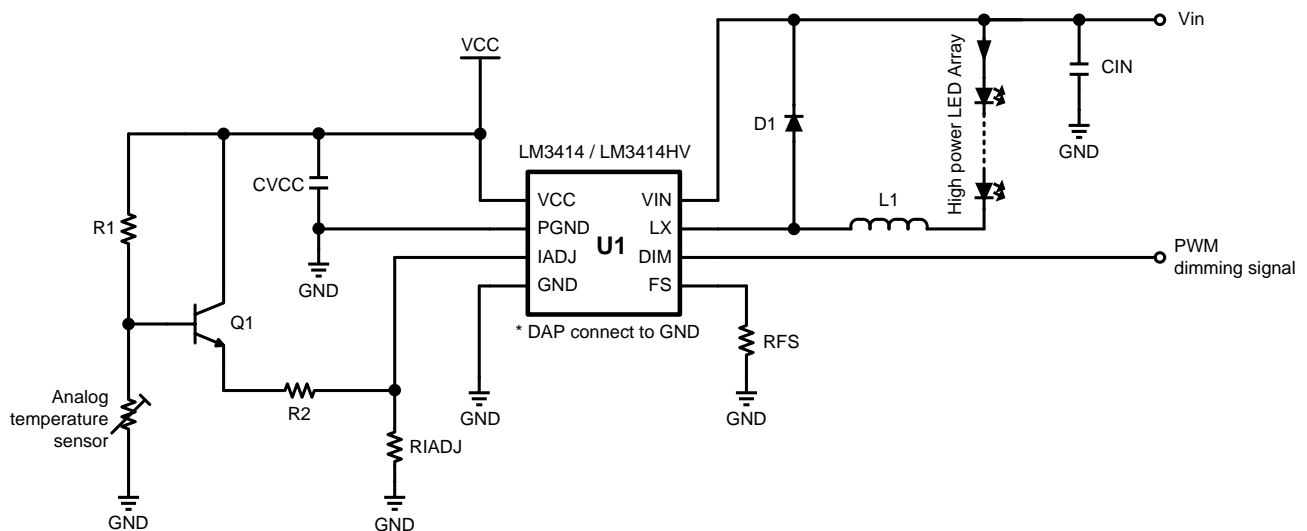 Vin
VCC
High power LED Array
CIN
D1
GND
LM3414 / LM3414HV
CVCC
VCC
VIN
R1
PGND
LX
L1
U1
IADJ
DIM
PWM
dimming signal
GND
GND
FS
Q1
* DAP connect to GND
RFS
Analog
temperature
sensor
R2
GND
GND
RIADJ
GND
GND